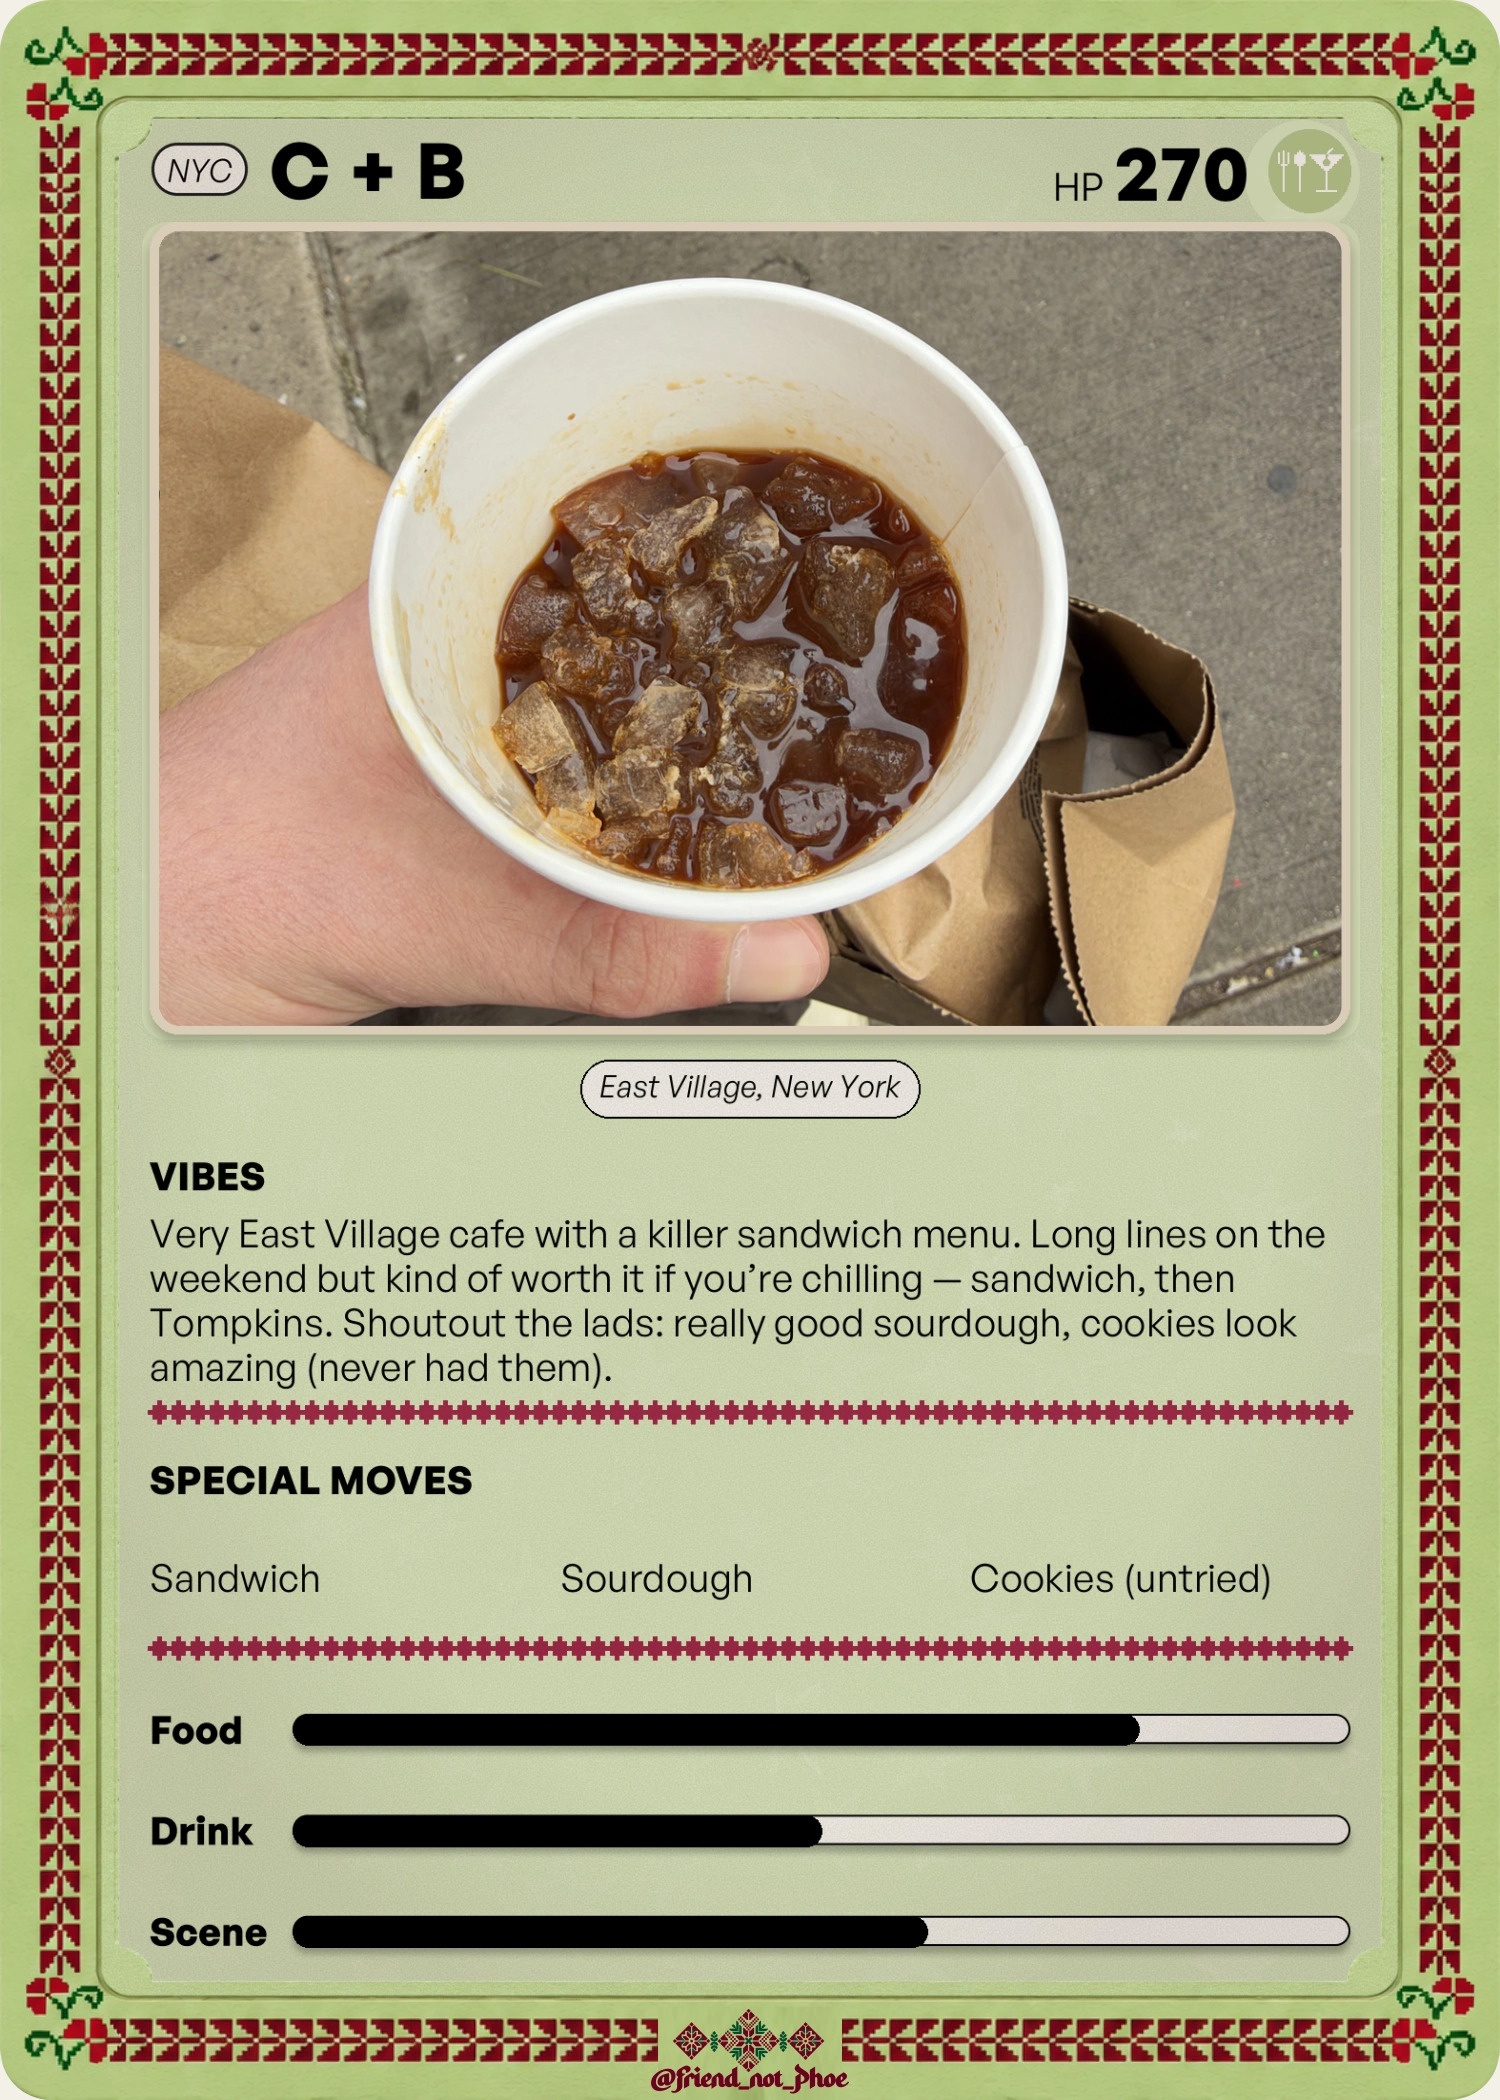 NYC C + B HP 270
East Village, New York
VIBES
Very East Village cafe with a killer sandwich menu. Long lines on the
weekend but kind of worth it if you’re chilling — sandwich, then
Tompkins. Shoutout the lads: really good sourdough, cookies look
amazing (never had them).
SPECIAL MOVES
Sandwich Sourdough Cookies (untried)
Food
Drink
Scene
@friend_not_phoe